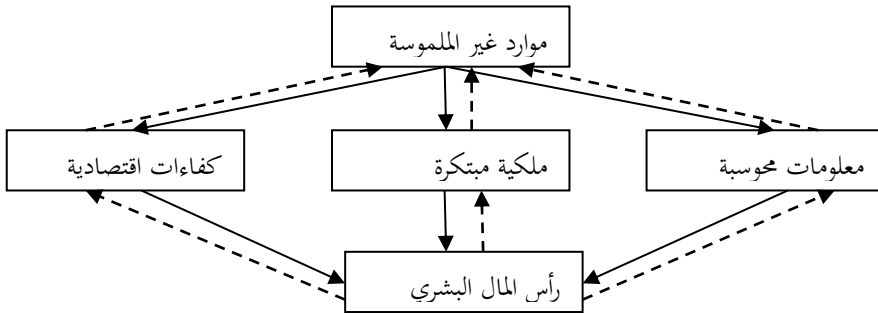 موارد غير الملموسة
معلومات محوسبة
ملكية مبتكرة
كفاءات اقتصادية
رأس المال البشري